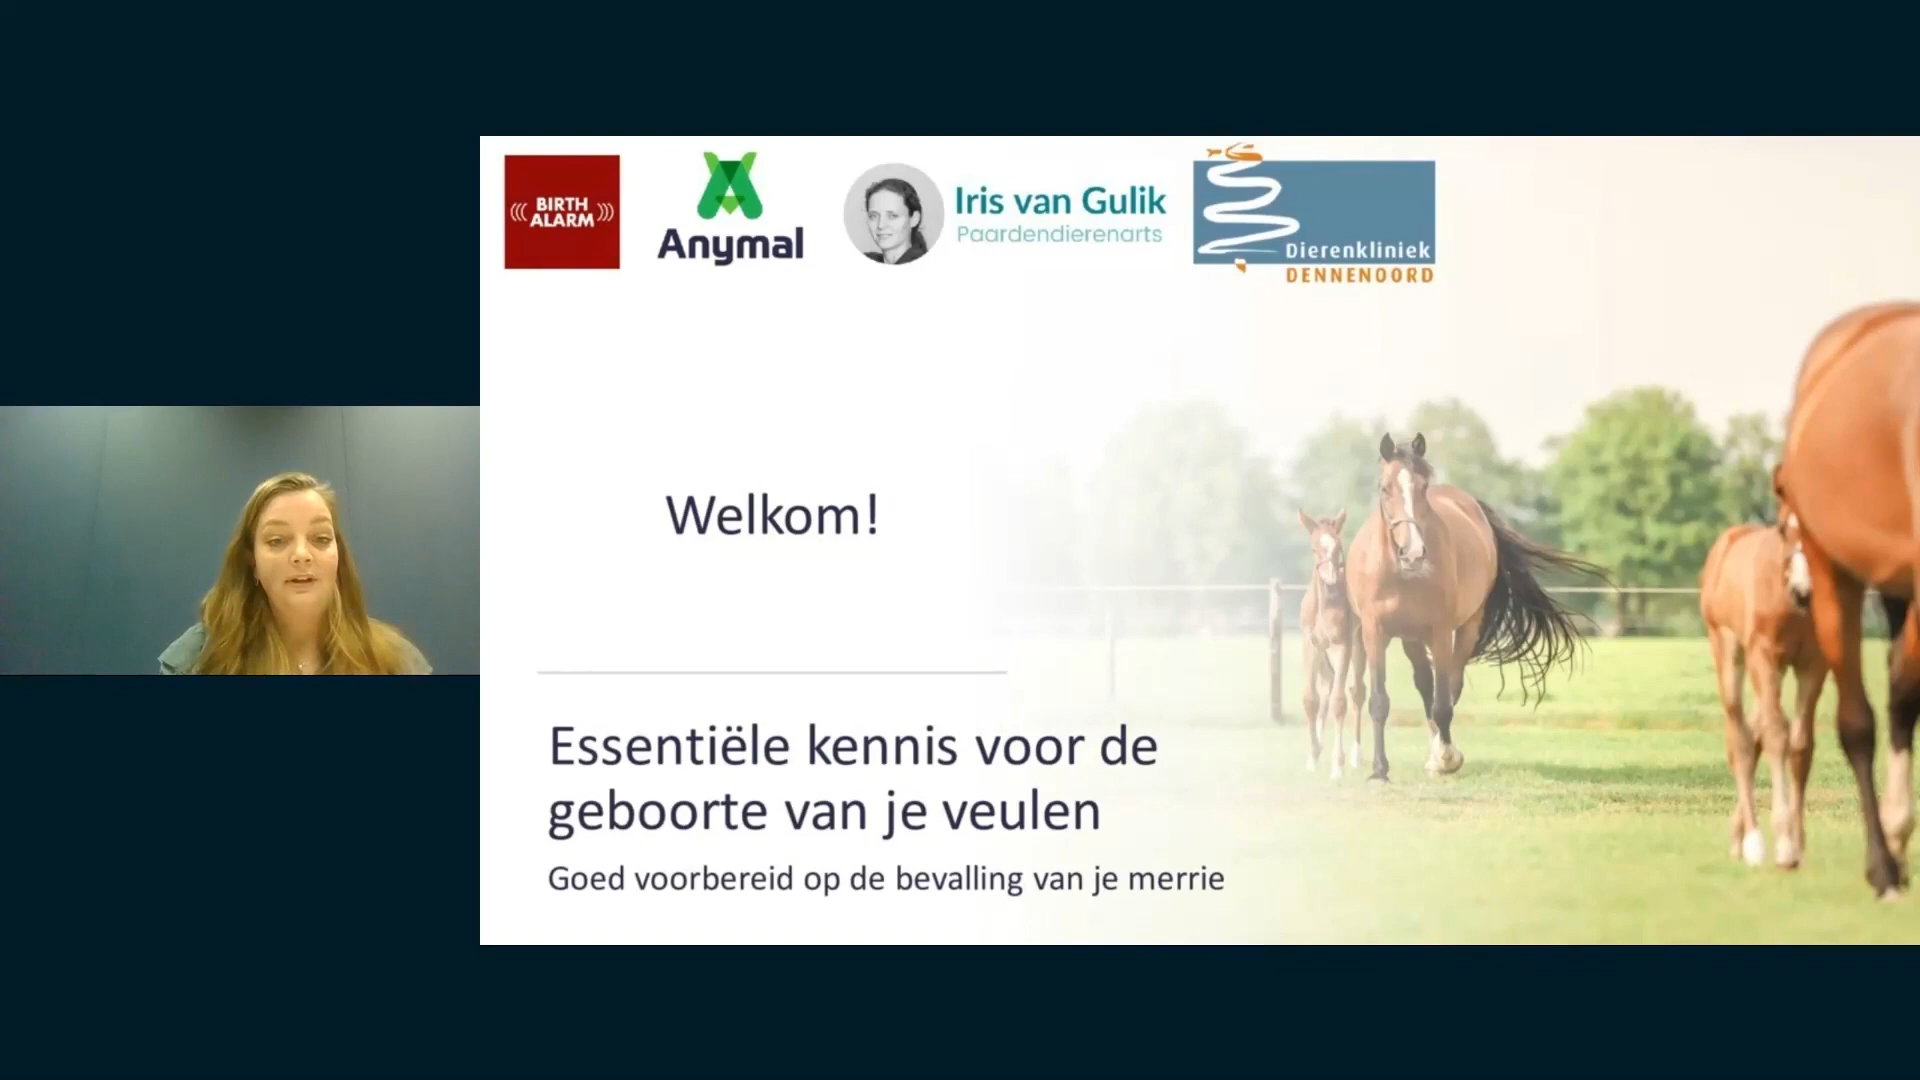 BIRTH
ALARM
Anymal
Iris van Gulik
Paardendierenarts
Dierenkliniek
DENNENOORD
Welkom!
Essentiële kennis voor de
geboorte van je veulen
Goed voorbereid op de bevalling van je merrie